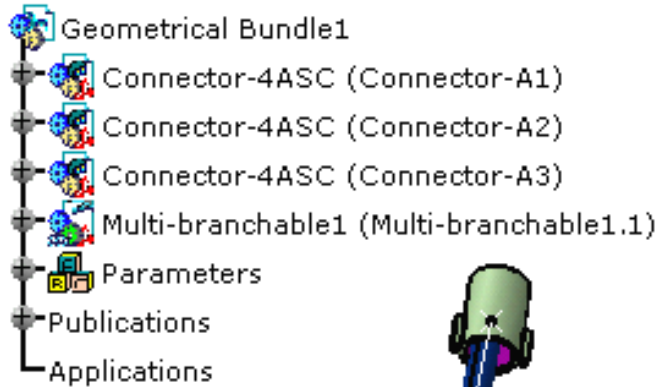 Geometrical Bundle1
Connector-4ASC (Connector-A1)
Connector-4ASC (Connector-A2)
Connector-4ASC (Connector-A3)
Multi-branchable1 (Multi-branchable1.1)
Parameters
Publications
Applications